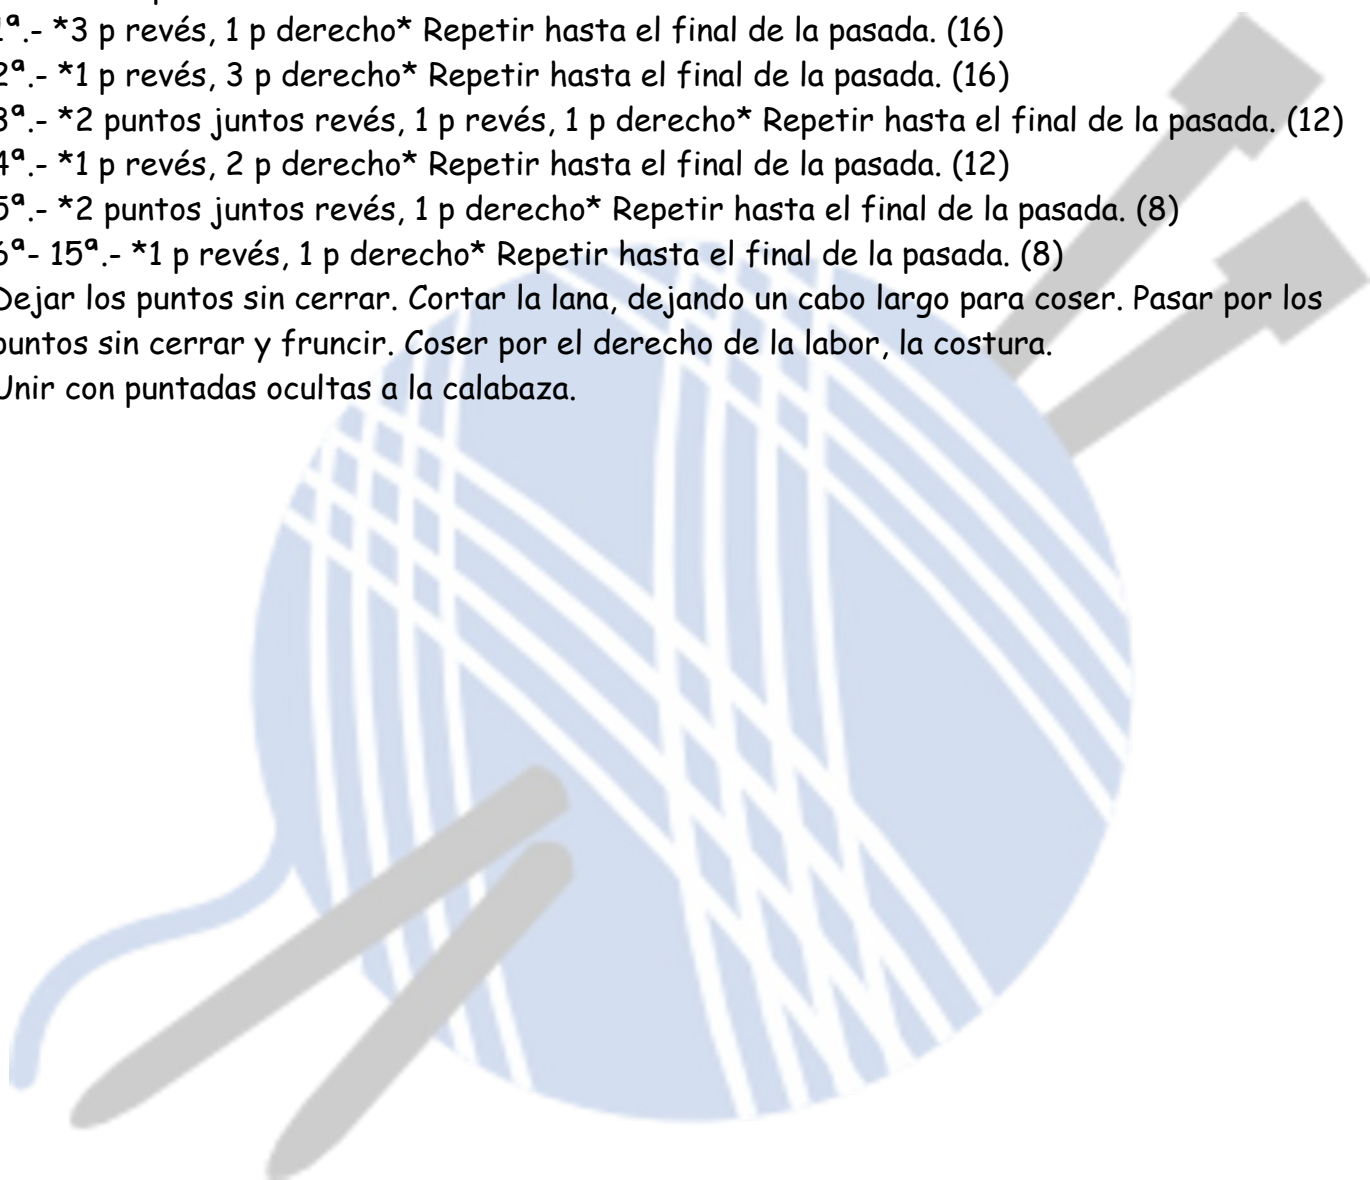 1ª.- *3 p revés, 1 p derecho* Repetir hasta el final de la pasada. (16)
2ª.- *1 p revés, 3 p derecho* Repetir hasta el final de la pasada. (16)
3ª.- *2 puntos juntos revés, 1 p revés, 1 p derecho* Repetir hasta el final de la pasada. (12)
4ª.- *1 p revés, 2 p derecho* Repetir hasta el final de la pasada. (12)
5ª.- *2 puntos juntos revés, 1 p derecho* Repetir hasta el final de la pasada. (8)
6ª- 15ª.- *1 p revés, 1 p derecho* Repetir hasta el final de la pasada. (8)
Dejar los puntos sin cerrar. Cortar la lana, dejando un cabo largo para coser. Pasar por los
puntos sin cerrar y fruncir. Coser por el derecho de la labor, la costura.
Unir con puntadas ocultas a la calabaza.